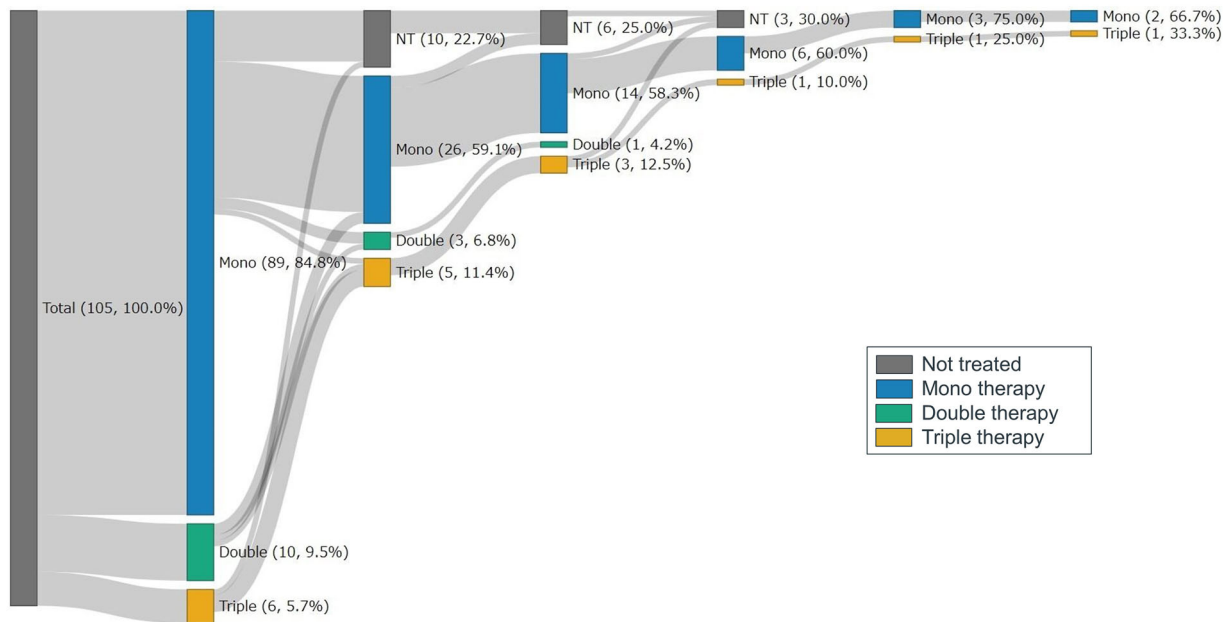 Total (105, 100.0%)
Mono (89, 84.8%)
Double (10, 9.5%)
Triple (6, 5.7%)
NT (10, 22.7%)
Mono (26, 59.1%)
Double (3, 6.8%)
Triple (5, 11.4%)
NT (6, 25.0%)
Mono (14, 58.3%)
Double (1, 4.2%)
Triple (3, 12.5%)
NT (3, 30.0%)
Mono (6, 60.0%)
Triple (1, 10.0%)
Mono (3, 75.0%)
Triple (1, 25.0%)
Mono (2, 66.7%)
Triple (1, 33.3%)
Not treated
Mono therapy
Double therapy
Triple therapy